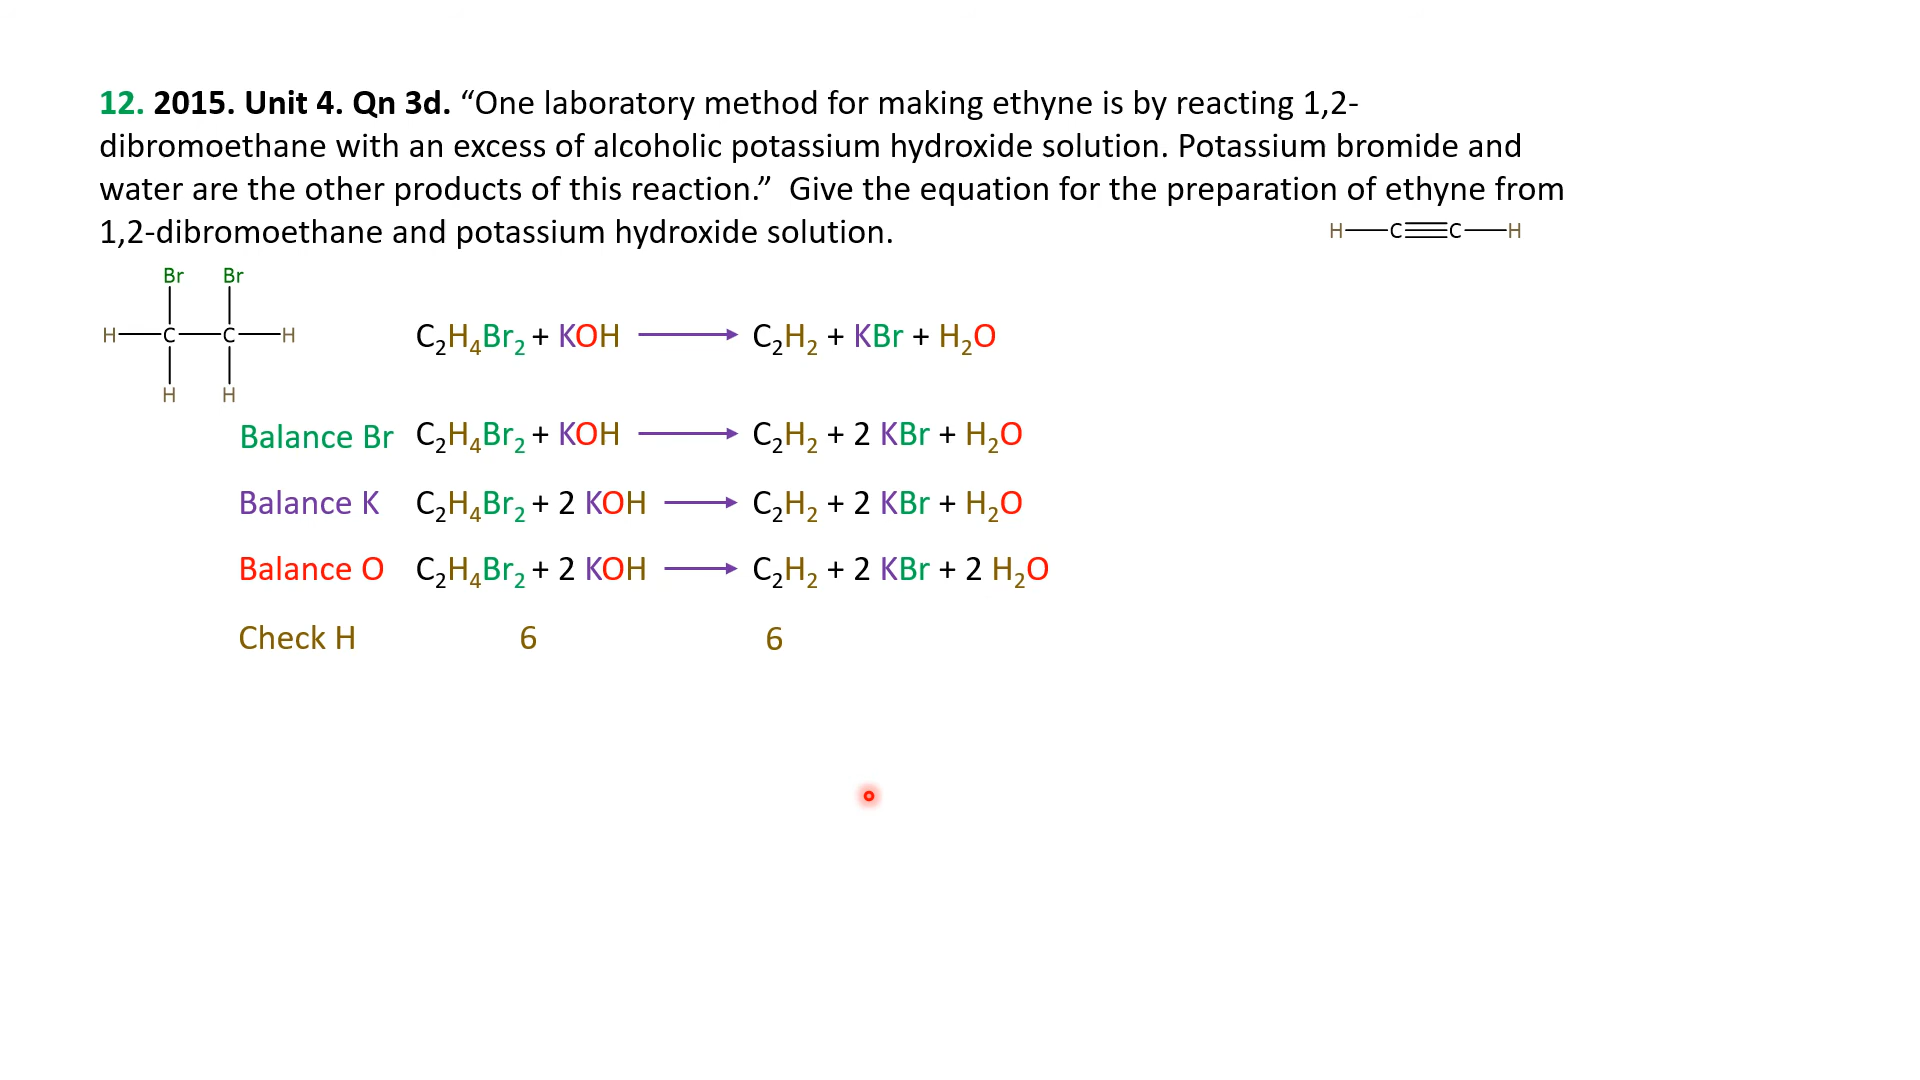 12. 2015. Unit 4. Qn 3d. “One laboratory method for making ethyne is by reacting 1,2-
dibromoethane with an excess of alcoholic potassium hydroxide solution. Potassium bromide and
water are the other products of this reaction.” Give the equation for the preparation of ethyne from
1,2-dibromoethane and potassium hydroxide solution.
H—C≡C—H
Br Br
H—C—C—H
H H
C₂H₄Br₂ + KOH ⟶ C₂H₂ + KBr + H₂O
Balance Br C₂H₄Br₂ + KOH ⟶ C₂H₂ + 2 KBr + H₂O
Balance K C₂H₄Br₂ + 2 KOH ⟶ C₂H₂ + 2 KBr + H₂O
Balance O C₂H₄Br₂ + 2 KOH ⟶ C₂H₂ + 2 KBr + 2 H₂O
Check H 6 6